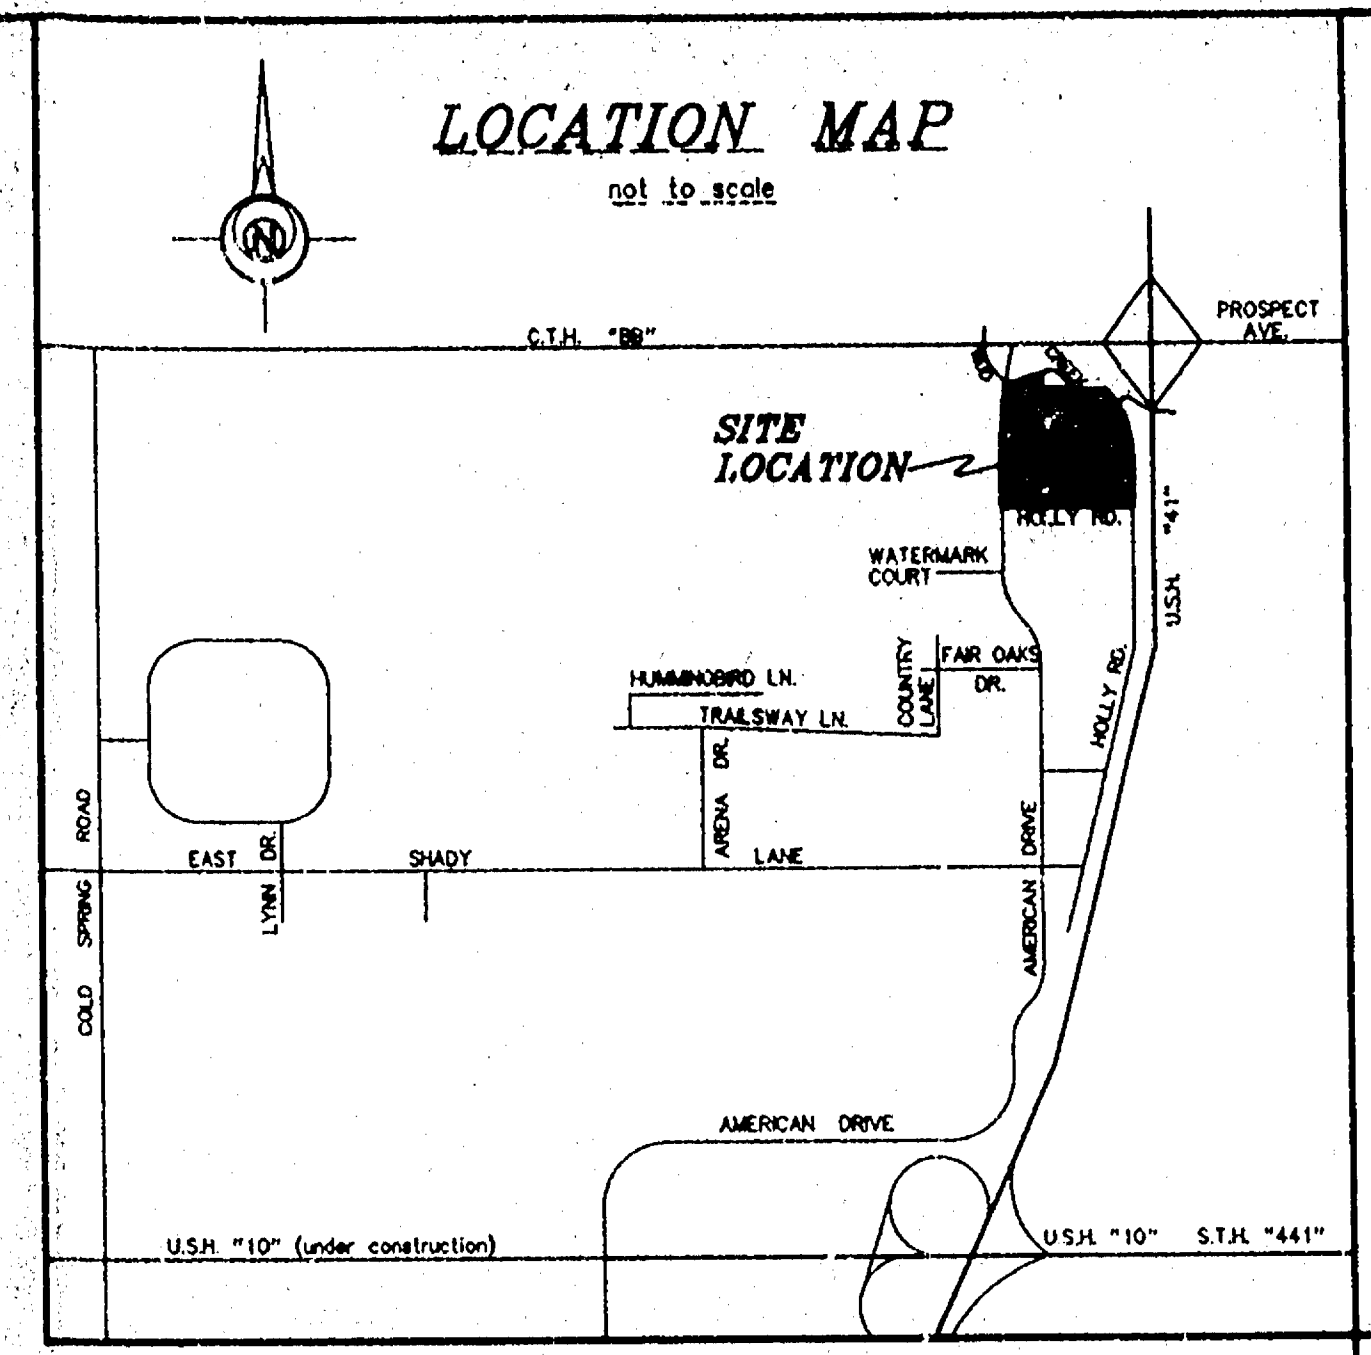 LOCATION MAP
not to scale
N
PROSPECT
AVE.
C.T.H. "BB"
MUD
CREEK
SITE
LOCATION
HOLLY RD.
U.S.H. "41"
WATERMARK
COURT
COUNTRY
LANE
FAIR OAKS
DR.
HUMMINGBIRD LN.
TRAILSWAY LN.
HOLLY RD.
ARENA DR.
AMERICAN DRIVE
COLD SPRING ROAD
EAST SHADY LANE
LYNN DR.
AMERICAN DRIVE
U.S.H. "10" (under construction)
U.S.H. "10" S.T.H. "441"